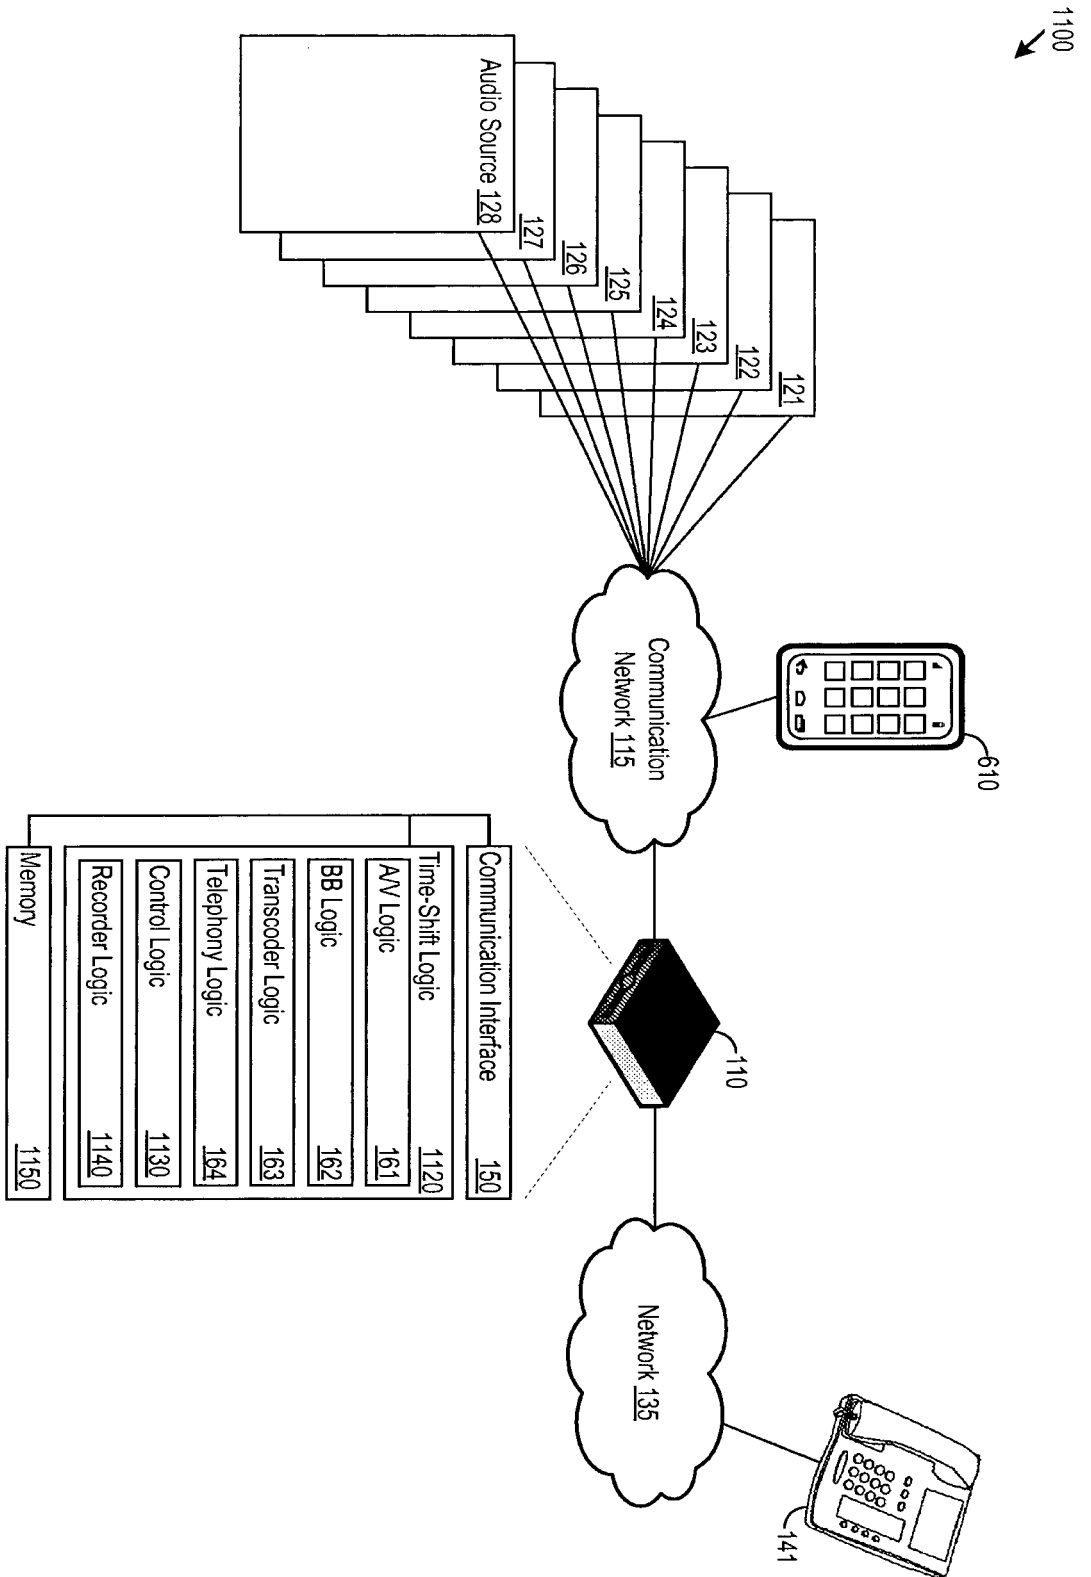 1100
Audio Source 128
127
126
125
124
123
122
121
Communication
Network 115
610
110
Network 135
141
Communication Interface 150
Time-Shift Logic 1120
A/V Logic 161
BB Logic 162
Transcoder Logic 163
Telephony Logic 164
Control Logic 1130
Recorder Logic 1140
Memory 1150